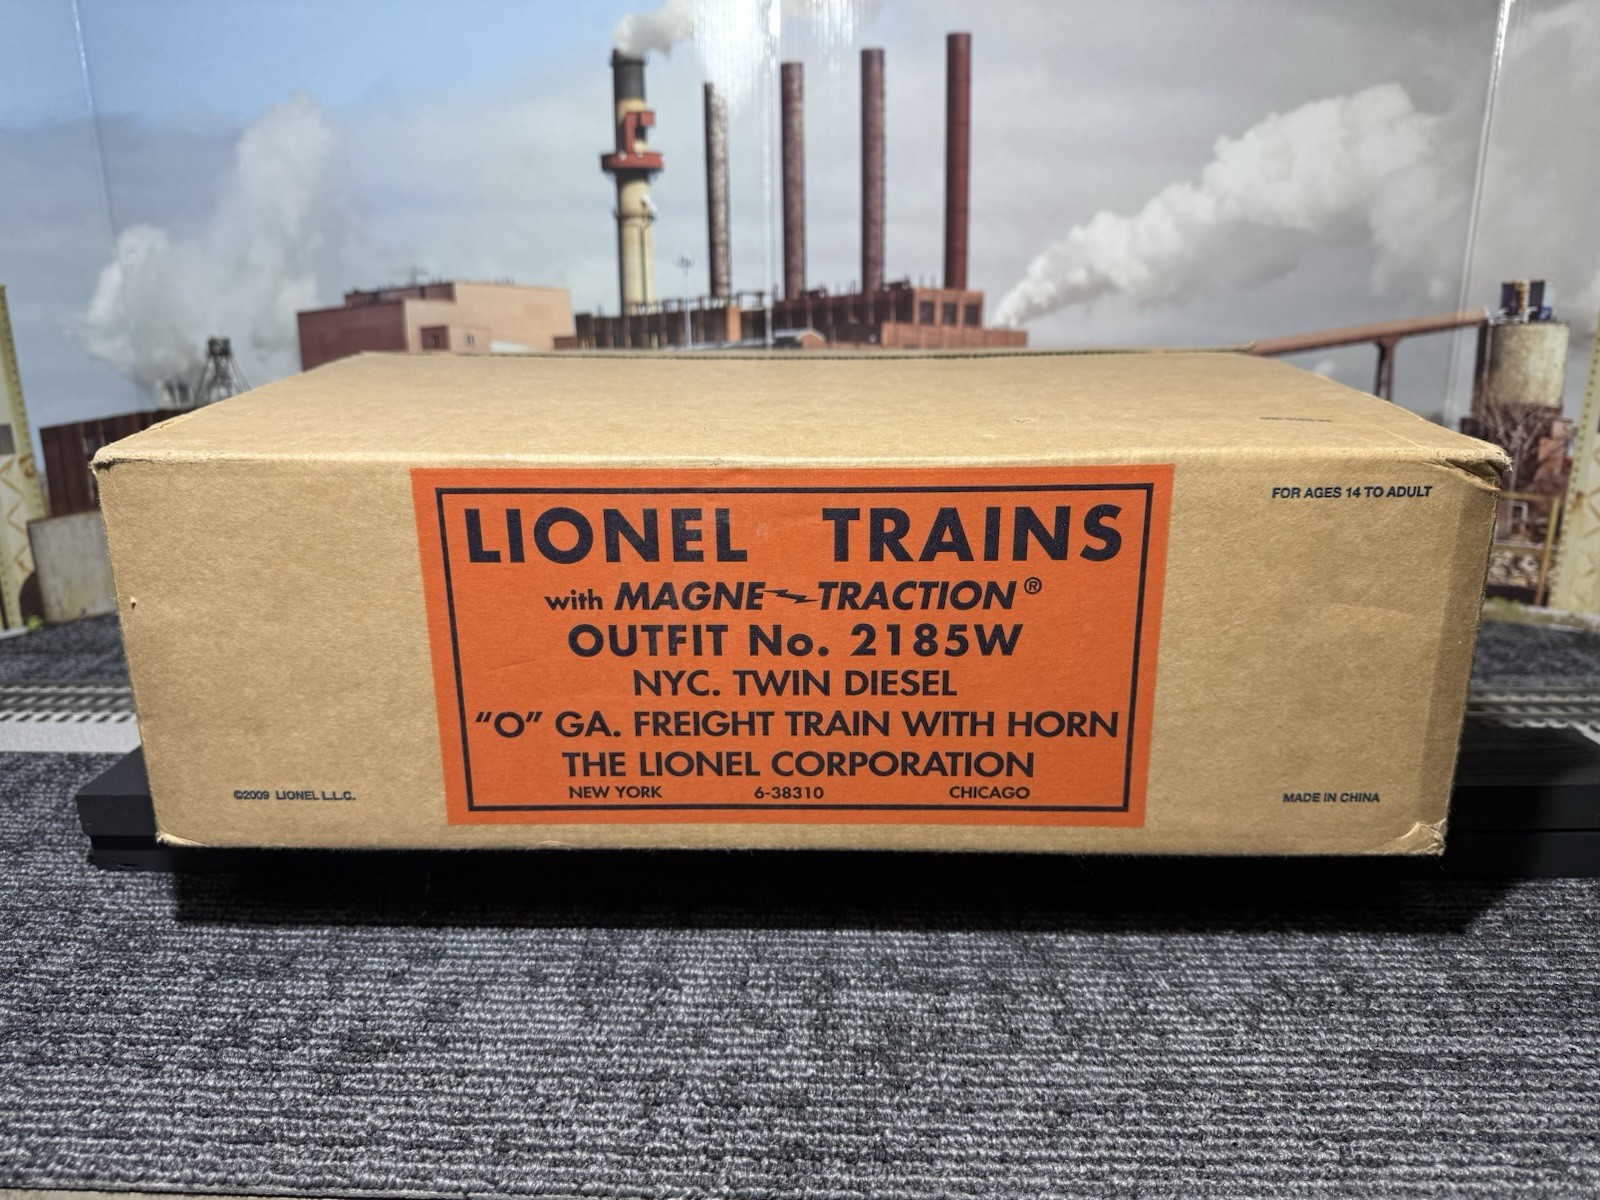 FOR AGES 14 TO ADULT
LIONEL TRAINS
with MAGNE-TRACTION®
OUTFIT No. 2185W
NYC. TWIN DIESEL
"O" GA. FREIGHT TRAIN WITH HORN
THE LIONEL CORPORATION
NEW YORK 6-38310 CHICAGO
©2009 LIONEL L.L.C.
MADE IN CHINA